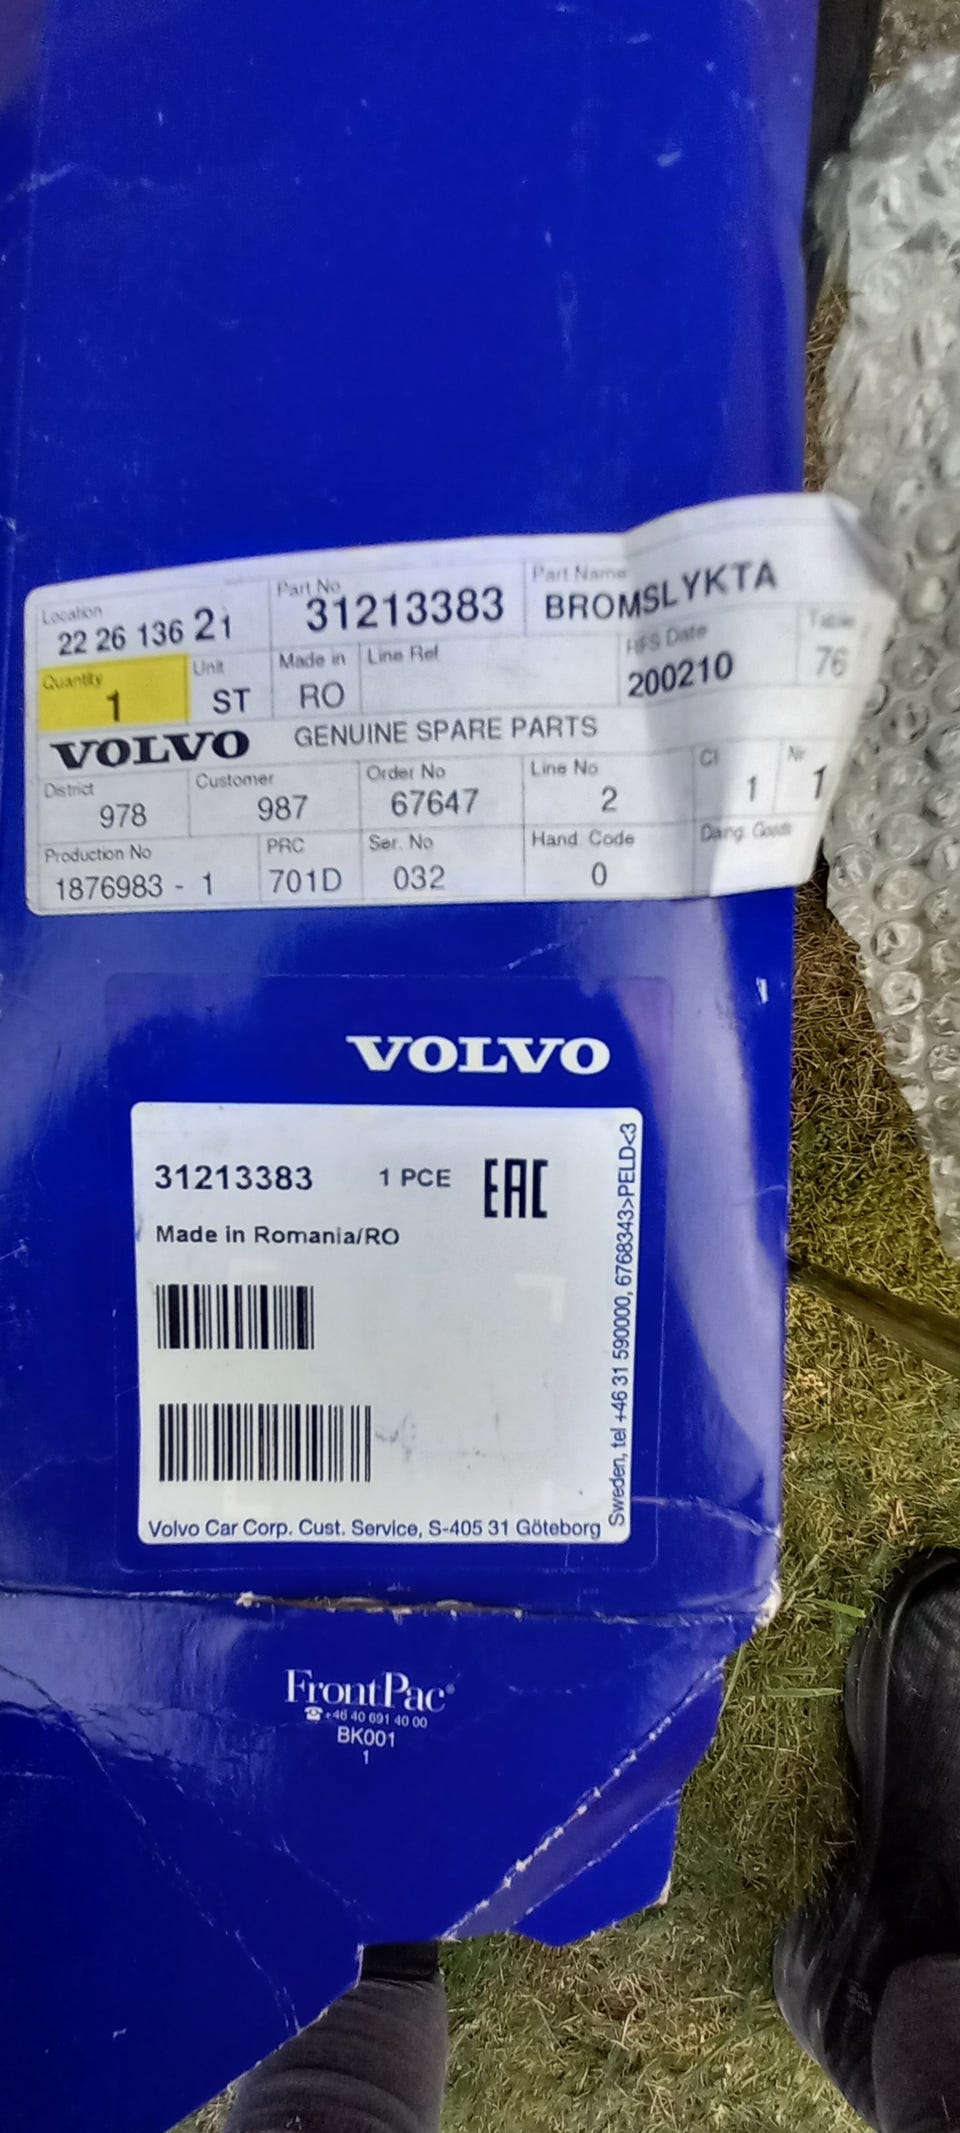 Location Part No Part Name
22 26 136 21 31213383 BROMSLYKTA
Quantity Unit Made in Line Ref RFS Date
1 ST RO 200210 76
VOLVO GENUINE SPARE PARTS
District Customer Order No Line No Cl Nr
978 987 67647 2 1 1
Production No PRC Ser. No Hand. Code Dang. Goods
1876983 - 1 701D 032 0
VOLVO
31213383 1 PCE EAC
Made in Romania/RO
Volvo Car Corp. Cust. Service, S-405 31 Göteborg
Sweden, tel +46 31 590000, 6768343>PELD<3
FrontPac®
☎+46 40 691 40 00
BK001
1